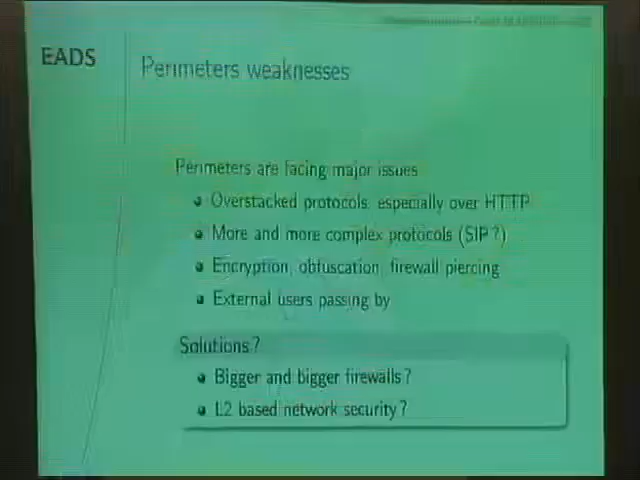 EADS
Perimeters weaknesses
Perimeters are facing major issues
Overstacked protocols, especially over HTTP
More and more complex protocols (SIP?)
Encryption, obfuscation, firewall piercing
External users passing by
Solutions?
Bigger and bigger firewalls?
L2 based network security?